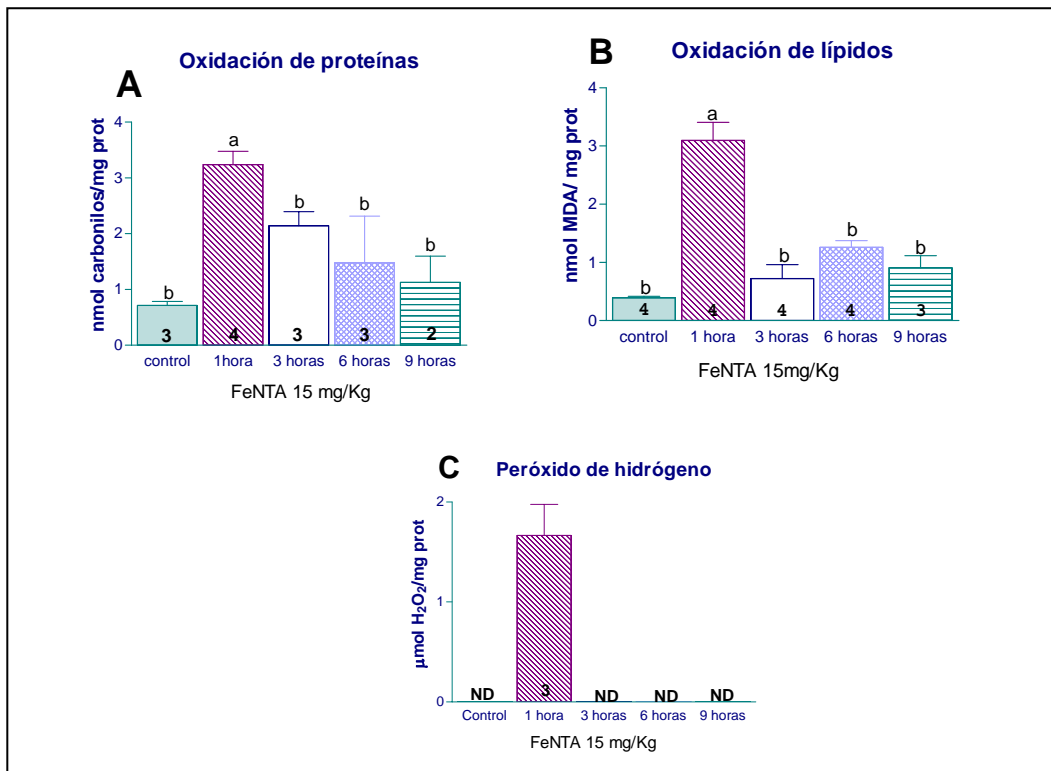 A
Oxidación de proteínas
nmol carbonilos/mg prot
4
3
2
1
0
b
a
b
b
b
3
4
3
3
2
control
1hora
3 horas
6 horas
9 horas
FeNTA 15 mg/Kg
B
Oxidación de lípidos
nmol MDA/ mg prot
4
3
2
1
0
b
a
b
b
b
4
4
4
4
3
control
1 hora
3 horas
6 horas
9 horas
FeNTA 15mg/Kg
C
Peróxido de hidrógeno
µmol H₂O₂/mg prot
2
1
0
ND
3
ND
ND
ND
Control
1 hora
3 horas
6 horas
9 horas
FeNTA 15 mg/Kg